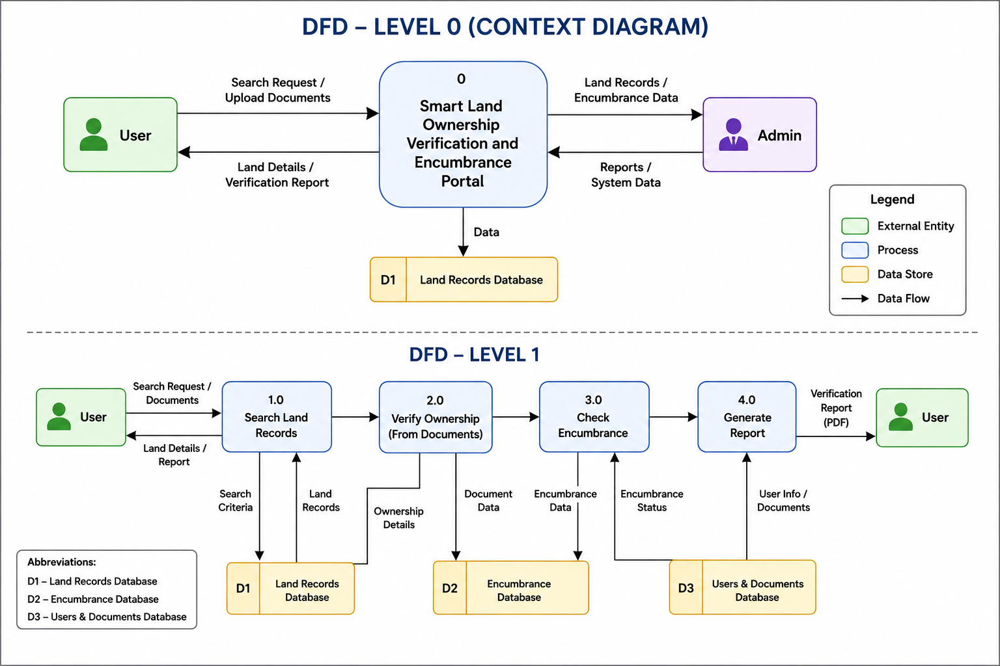 DFD – LEVEL 0 (CONTEXT DIAGRAM)
Search Request /
Upload Documents
User
Land Details /
Verification Report
0
Smart Land
Ownership
Verification and
Encumbrance
Portal
Land Records /
Encumbrance Data
Admin
Reports /
System Data
Data
D1
Land Records Database
Legend
External Entity
Process
Data Store
Data Flow
DFD – LEVEL 1
User
Search Request /
Documents
Land Details /
Report
1.0
Search Land
Records
2.0
Verify Ownership
(From Documents)
3.0
Check
Encumbrance
4.0
Generate
Report
Verification
Report
(PDF)
User
Search
Criteria
Land
Records
Ownership
Details
Document
Data
Encumbrance
Data
Encumbrance
Status
User Info /
Documents
D1
Land Records
Database
D2
Encumbrance
Database
D3
Users & Documents
Database
Abbreviations:
D1 – Land Records Database
D2 – Encumbrance Database
D3 – Users & Documents Database